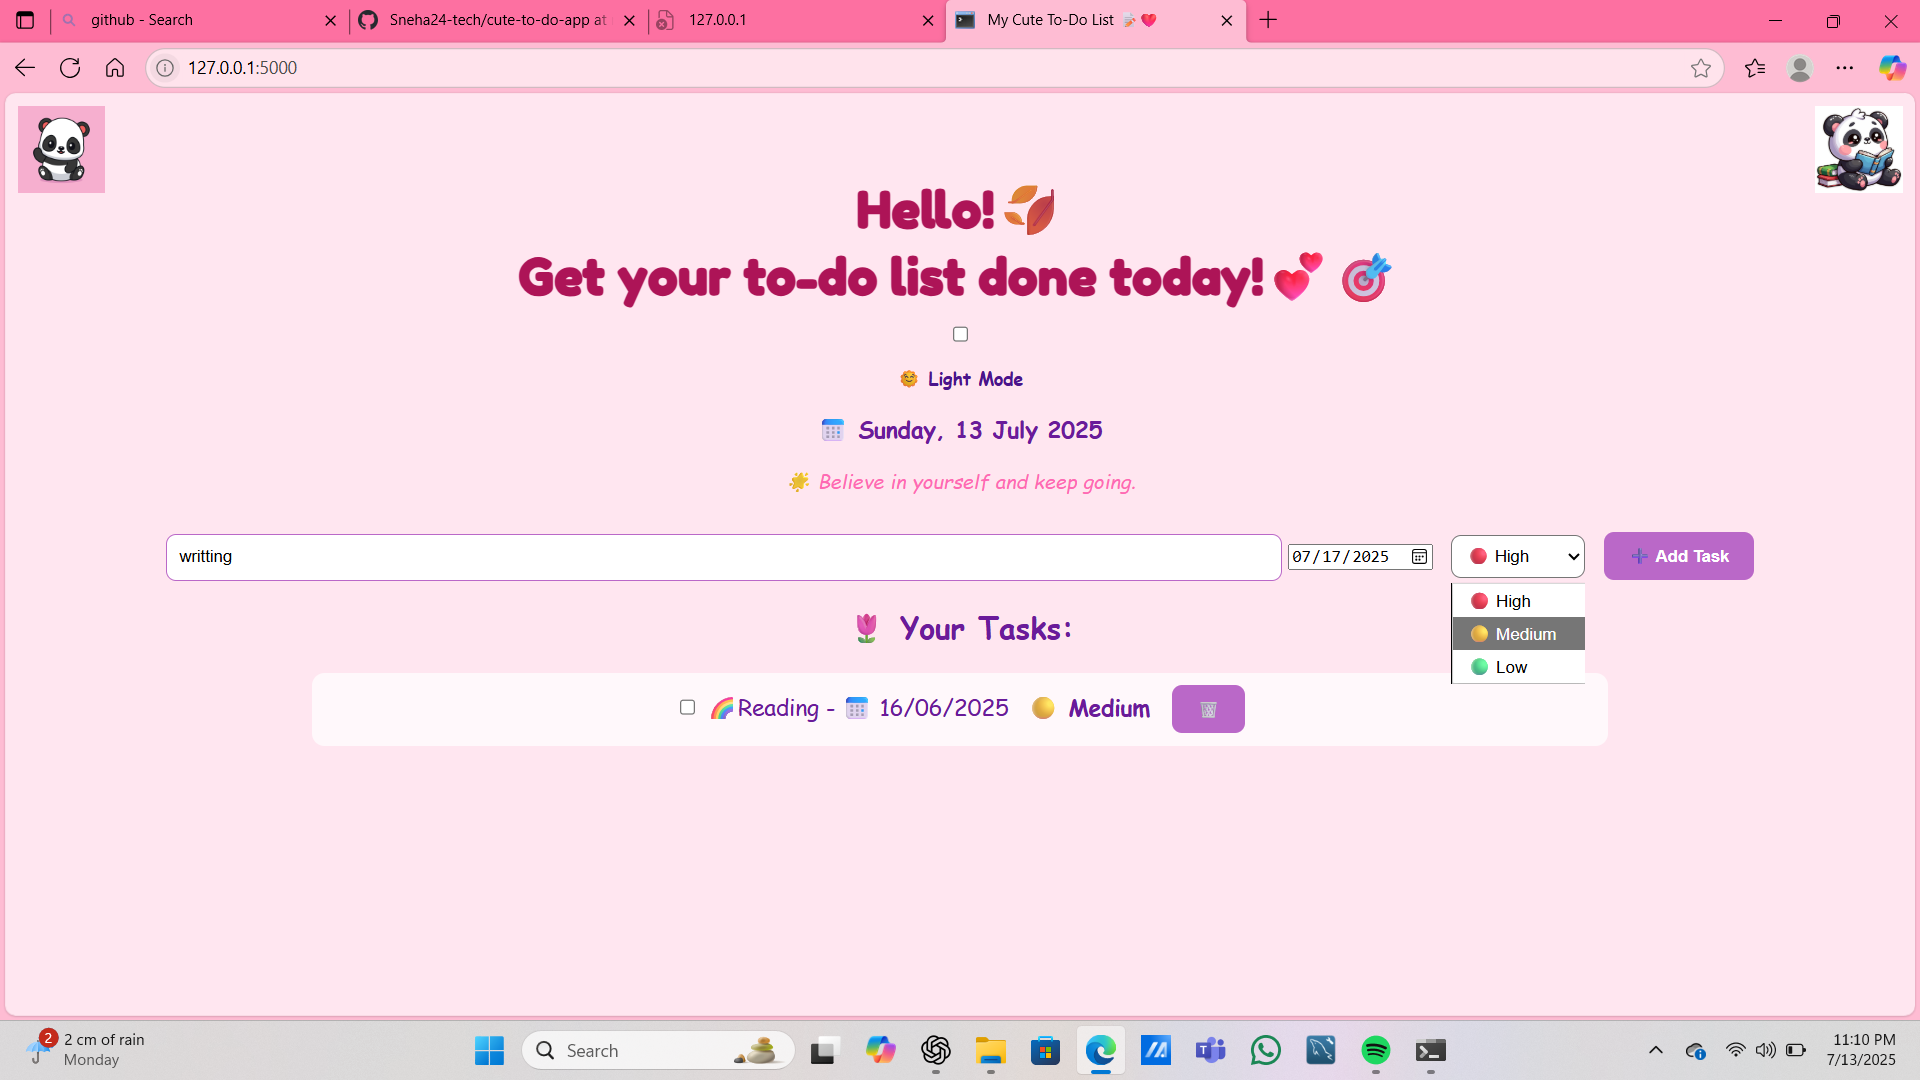 github - Search
Sneha24-tech/cute-to-do-app at
127.0.0.1
My Cute To-Do List
127.0.0.1:5000
Hello! 🍂
Get your to-do list done today! 💕 🎯
🌞 Light Mode
📅 Sunday, 13 July 2025
🌟 Believe in yourself and keep going.
writting
07/17/2025
🔴 High
➕ Add Task
🔴 High
🟡 Medium
🟢 Low
🌷 Your Tasks:
🌈Reading - 📅 16/06/2025 🟡 Medium
2
2 cm of rain
Monday
Search
11:10 PM
7/13/2025